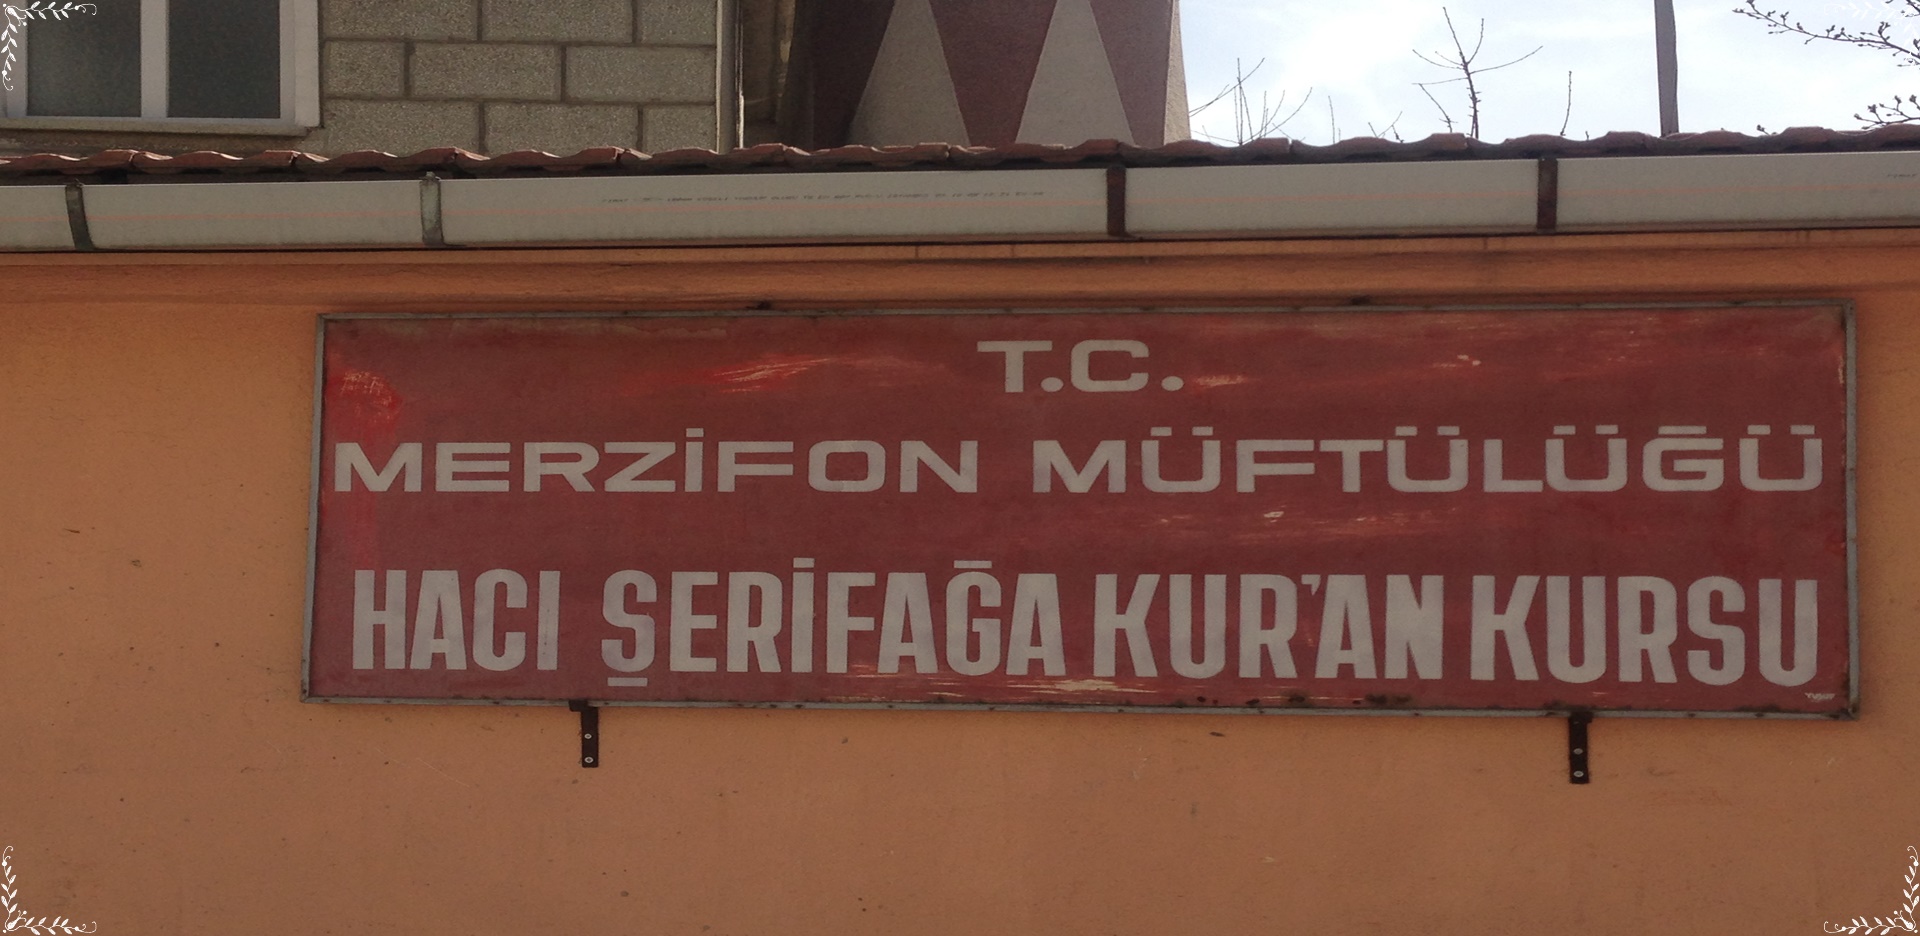 T.C.
MERZİFON MÜFTÜLÜĞÜ
HACI ŞERİFAĞA KUR'AN KURSU